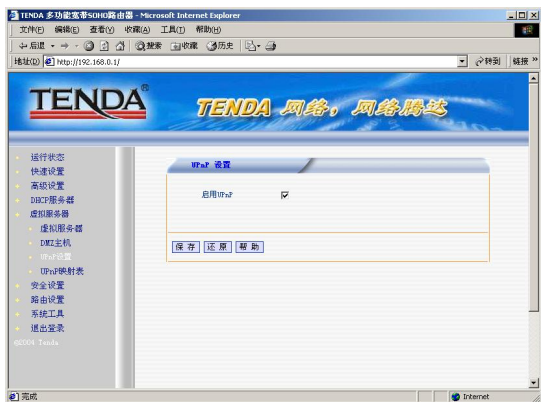 TENDA 多功能宽带SOHO路由器 - Microsoft Internet Explorer
文件(F) 编辑(E) 查看(V) 收藏(A) 工具(T) 帮助(H)
后退 搜索 收藏夹 历史
地址(D) http://192.168.0.1/ 转到 链接 »
TENDA®
TENDA 网络，网络腾达
运行状态
快速设置
高级设置
DHCP服务器
虚拟服务器
虚拟服务器
DMZ主机
UPnP设置
UPnP映射表
安全设置
路由设置
系统工具
退出登录
©2004 Tenda
UPnP 设置
启用UPnP
保存 还原 帮助
完成 Internet